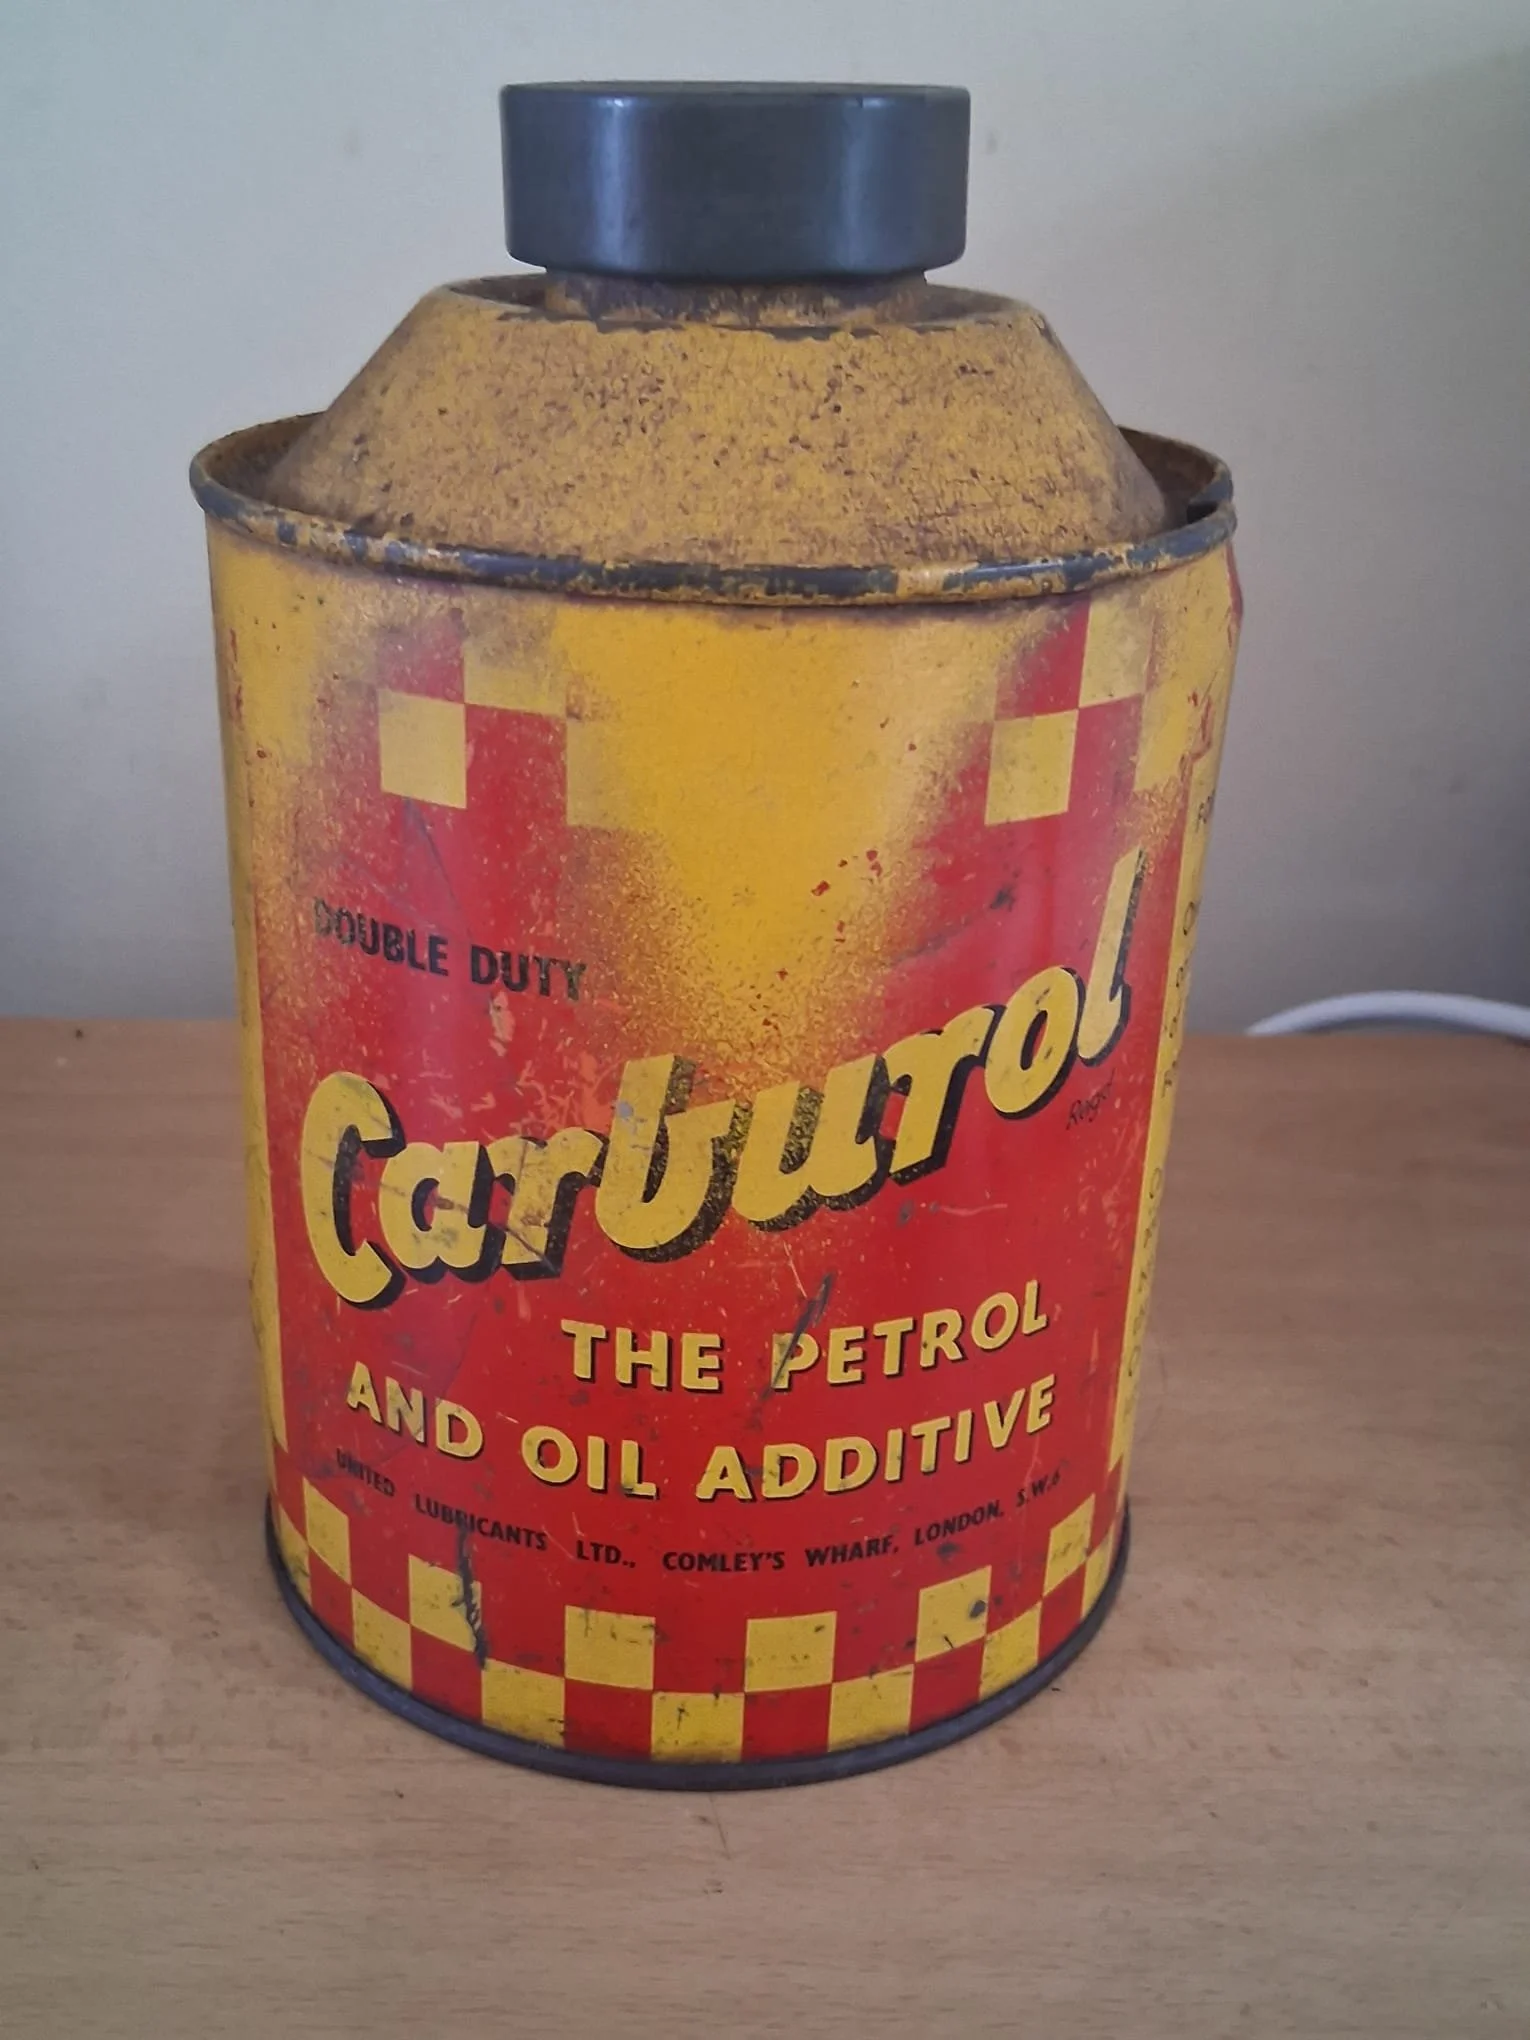 DOUBLE DUTY
Carburol
Regd
THE PETROL
AND OIL ADDITIVE
UNITED LUBRICANTS LTD., COMLEY'S WHARF, LONDON, S.W.6